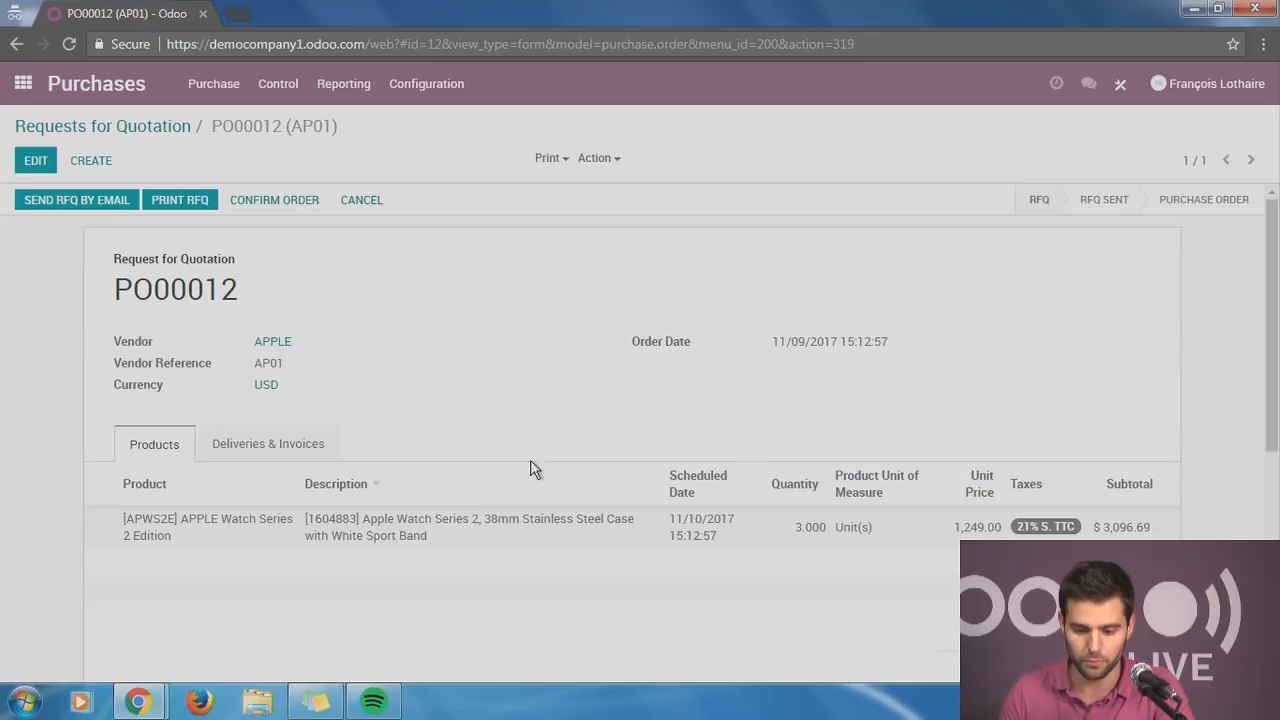 PO00012 (AP01) - Odoo
Secure https://democompany1.odoo.com/web?#id=12&view_type=form&model=purchase.order&menu_id=200&action=319
Purchases Purchase Control Reporting Configuration François Lothaire
Requests for Quotation / PO00012 (AP01)
EDIT CREATE Print Action 1 / 1
SEND RFQ BY EMAIL PRINT RFQ CONFIRM ORDER CANCEL RFQ RFQ SENT PURCHASE ORDER
Request for Quotation
PO00012
Vendor APPLE Order Date 11/09/2017 15:12:57
Vendor Reference AP01
Currency USD
Products Deliveries & Invoices
Product Description Scheduled Date Quantity Product Unit of Measure Unit Price Taxes Subtotal
[APWS2E] APPLE Watch Series [1604883] Apple Watch Series 2, 38mm Stainless Steel Case 11/10/2017 3.000 Unit(s) 1,249.00 21% S. TTC $ 3,096.69
2 Edition with White Sport Band 15:12:57
LIVE